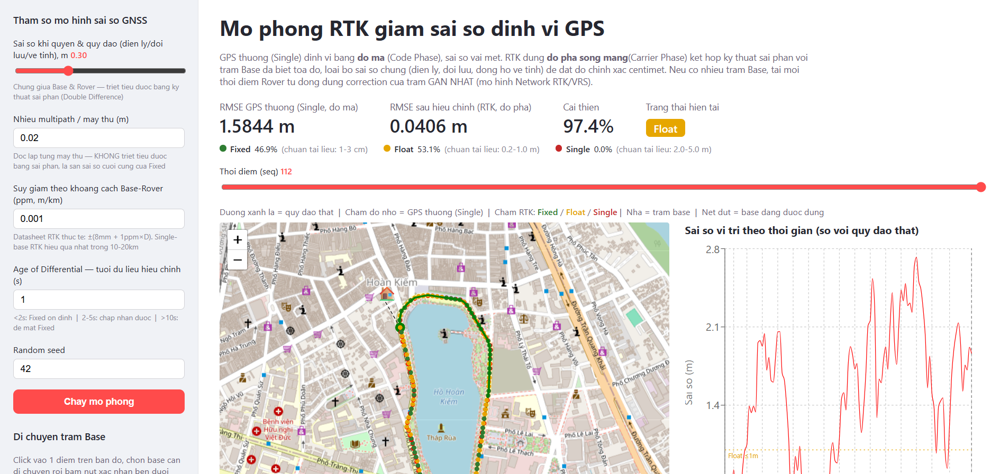 Tham so mo hinh sai so GNSS
Sai so khi quyen & quy dao (dien ly/doi
luu/ve tinh), m 0.30
Chung giua Base & Rover — triet tieu duoc bang ky
thuat sai phan (Double Difference)
Nhieu multipath / may thu (m)
0.02
Doc lap tung may thu — KHONG triet tieu duoc
bang sai phan, la san sai so cuoi cung cua Fixed
Suy giam theo khoang cach Base-Rover
(ppm, m/km)
0.001
Datasheet RTK thuc te: ±(8mm + 1ppm×D). Single-
base RTK hieu qua nhat trong 10-20km
Age of Differential — tuoi du lieu hieu chinh
(s)
1
<2s: Fixed on dinh | 2-5s: chap nhan duoc | >10s:
de mat Fixed
Random seed
42
Chay mo phong
Di chuyen tram Base
Click vao 1 diem tren ban do, chon base can
di chuyen roi bam nut xac nhan ben duoi
Mo phong RTK giam sai so dinh vi GPS
GPS thuong (Single) dinh vi bang do ma (Code Phase), sai so vai met. RTK dung do pha song mang(Carrier Phase) ket hop ky thuat sai phan voi
tram Base da biet toa do, loai bo sai so chung (dien ly, doi luu, dong ho ve tinh) de dat do chinh xac centimet. Neu co nhieu tram Base, tai moi
thoi diem Rover tu dong dung correction cua tram GAN NHAT (mo hinh Network RTK/VRS).
RMSE GPS thuong (Single, do ma)
1.5844 m
RMSE sau hieu chinh (RTK, do pha)
0.0406 m
Cai thien
97.4%
Trang thai hien tai
Float
Fixed 46.9% (chuan tai lieu: 1-3 cm)
Float 53.1% (chuan tai lieu: 0.2-1.0 m)
Single 0.0% (chuan tai lieu: 2.0-5.0 m)
Thoi diem (seq) 112
Duong xanh la = quy dao that | Cham do nho = GPS thuong (Single) | Cham RTK: Fixed / Float / Single | Nha = tram base | Net dut = base dang duoc dung
+
−
Phố Hàng Bồ
Phố Hàng Bạc
Phố Hàng Thiếc
Phố Hàng Điếu
Phố Đường Thành
Phố Hàng Đào
Phố Hàng Tre
Đường Hồng Hà
Phố Phúc Tân
Hoàn Kiếm
Ngõ Trạm
Phố Hà Trung
Phố Lý Thái Tổ
Phố Hàng Vôi
Phố Vọng Hà
Đường Trần Quang Khải
Phố Chương Dương Đ
Ngõ Hội Vũ
Phố Quán Sứ
Phố Phủ Doãn
Phố Nhà Chung
Hồ Hoàn
Kiếm
Bệnh viện
Hữu nghị
Việt Đức
Tháp Rùa
Phố Lê Lai
Phố Lê Lai
Phố Lê Thạch
Phố Tông Đản
Phố Tràng Thi
Sai so vi tri theo thoi gian (so voi quy dao that)
2.8
2.1
1.4
Sai so (m)
Float ≤1m